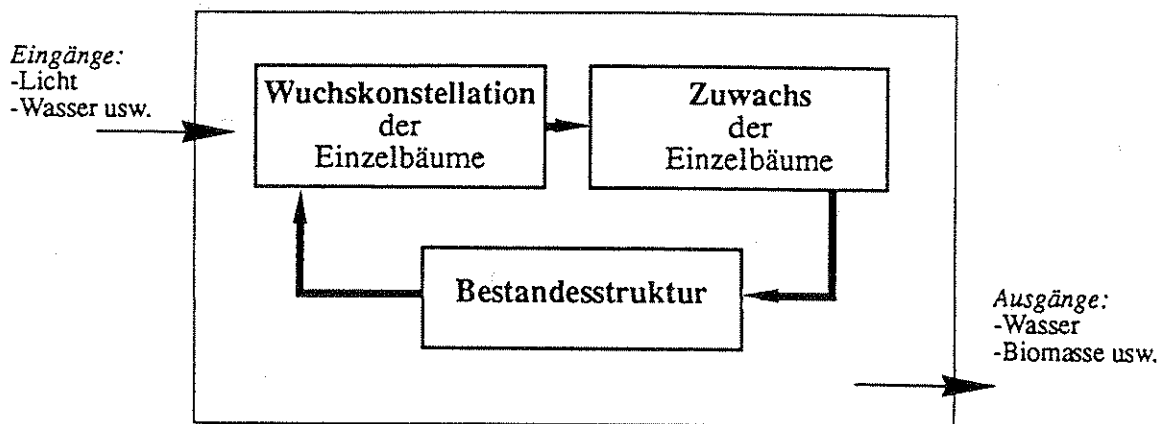 Eingänge:
-Licht
-Wasser usw.
Wuchskonstellation
der
Einzelbäume
Zuwachs
der
Einzelbäume
Bestandesstruktur
Ausgänge:
-Wasser
-Biomasse usw.